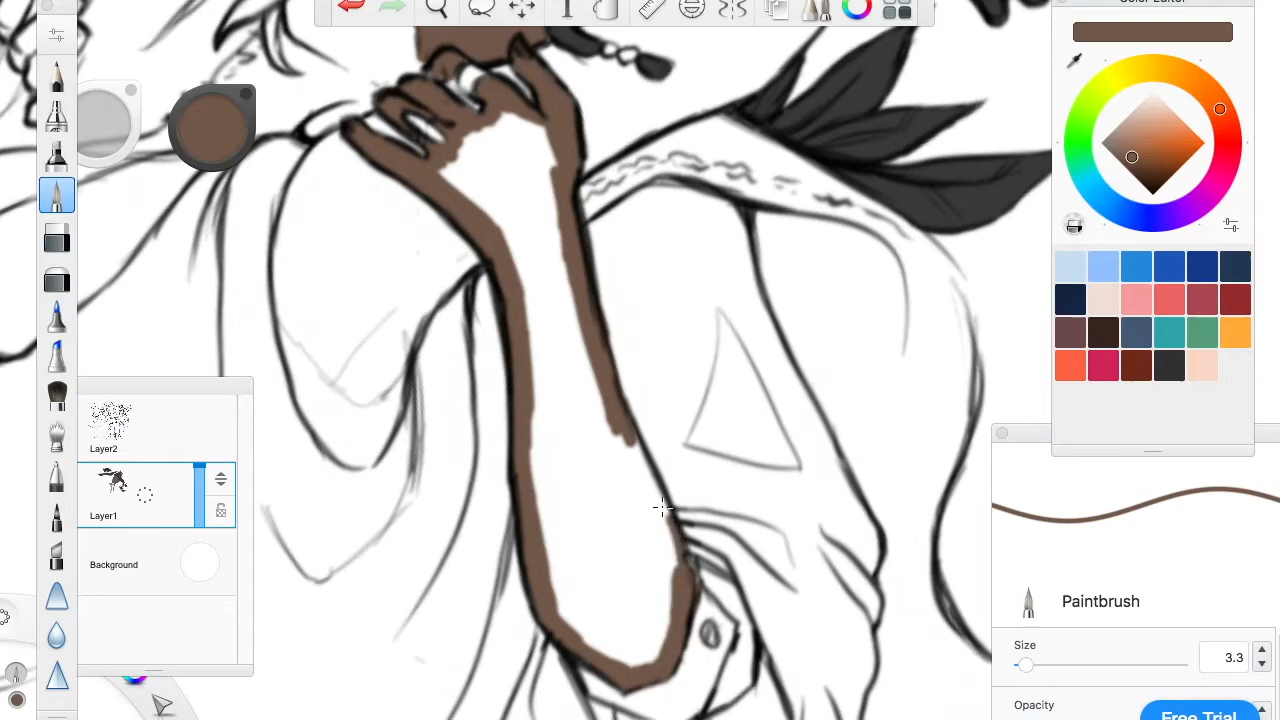 Color Editor
Layer2
Layer1
Background
Paintbrush
Size
3.3
Opacity
Free Trial